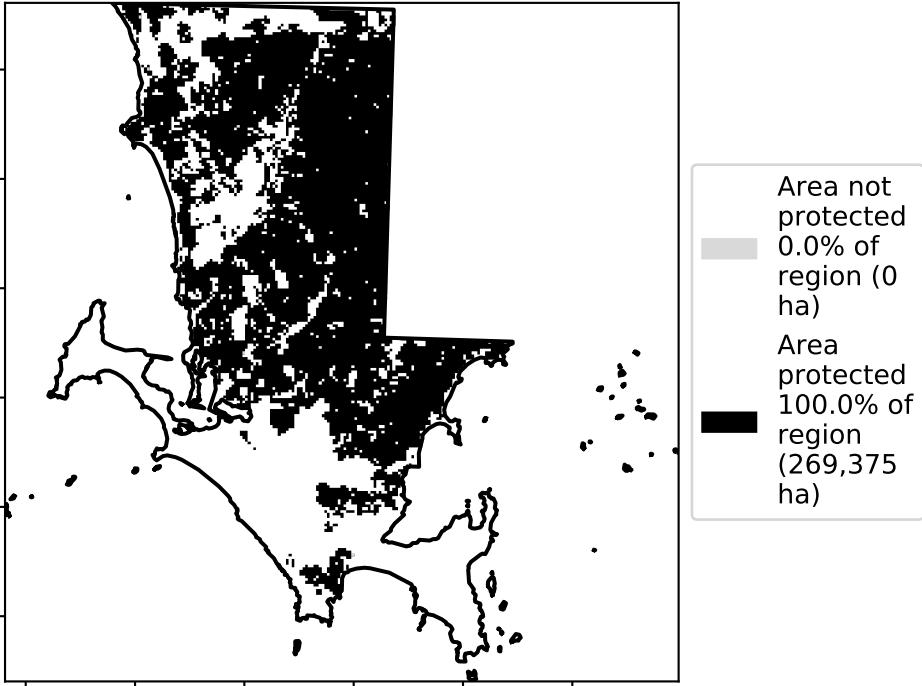 Area not
protected
0.0% of
region (0
ha)
Area
protected
100.0% of
region
(269,375
ha)